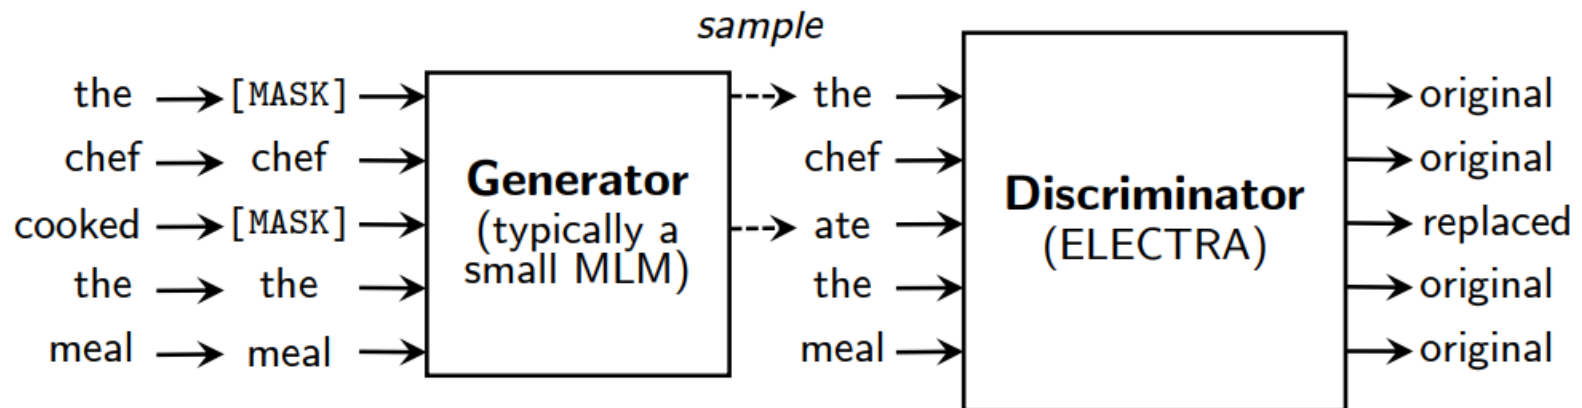 sample
the [MASK] the original
chef chef chef original
Generator
(typically a
small MLM)
Discriminator
(ELECTRA)
cooked [MASK] ate replaced
the the the original
meal meal meal original